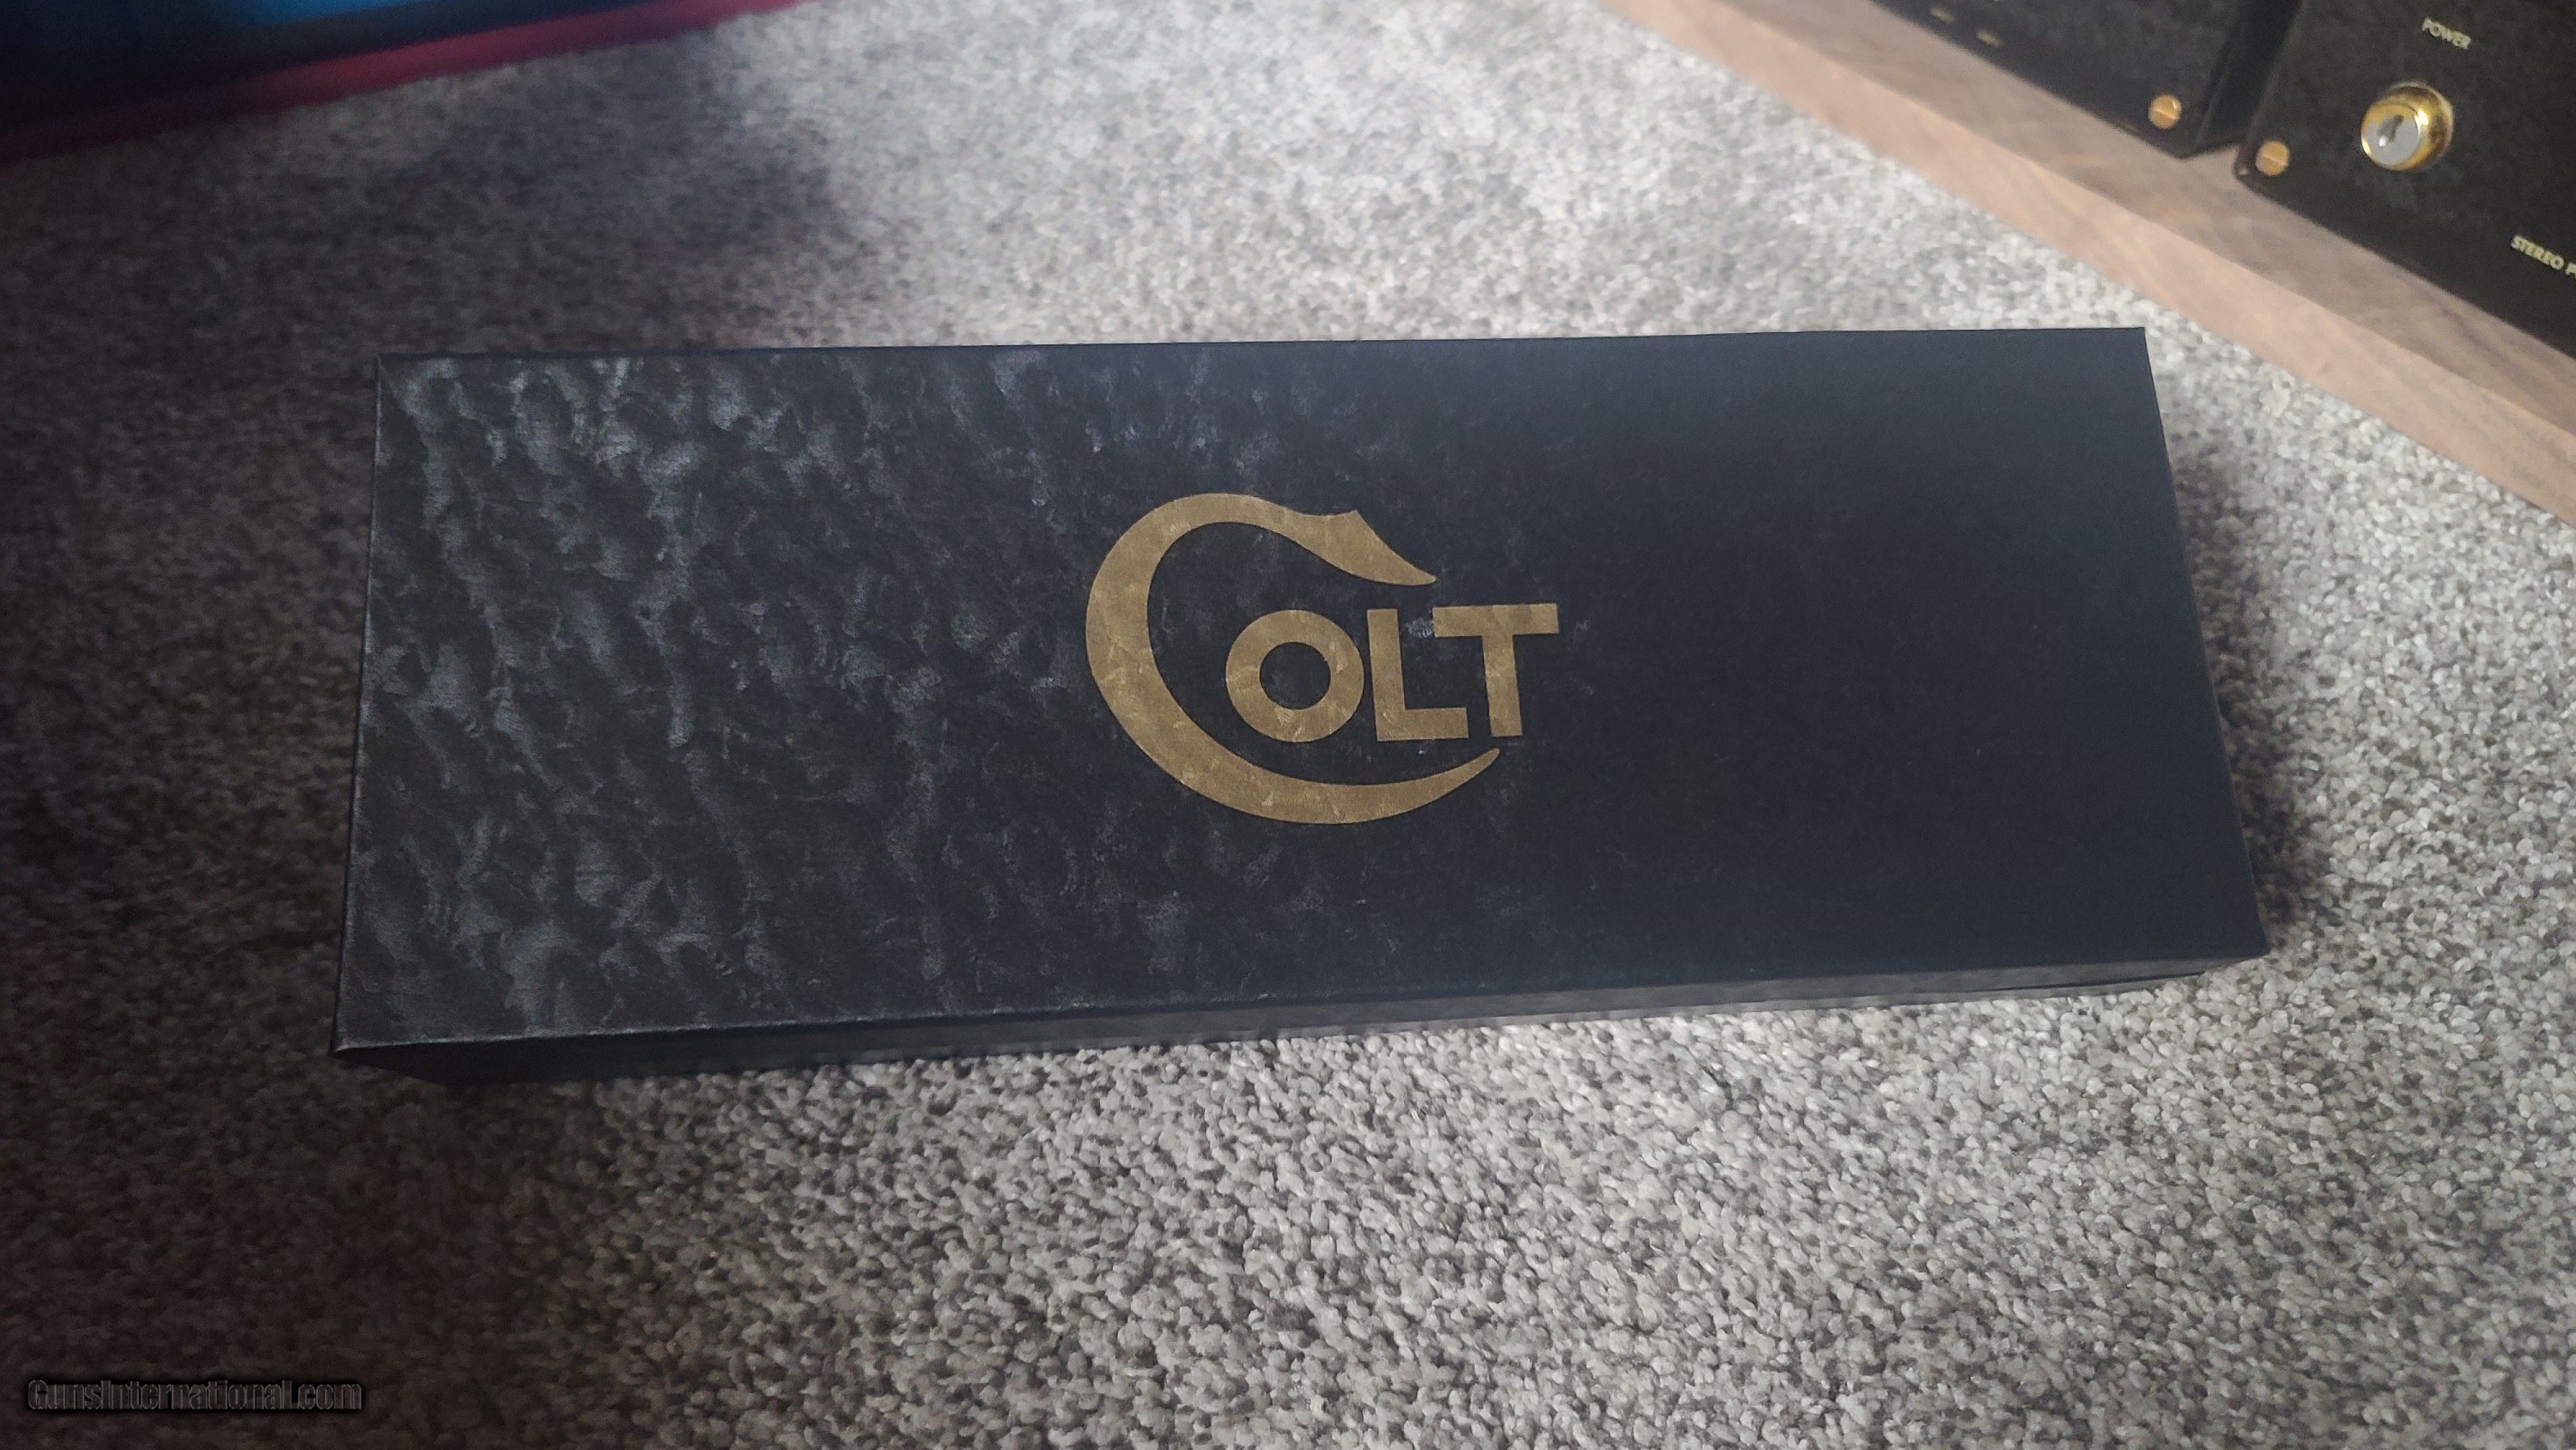 POWER
STEREO P
COLT
GunsInternational.com